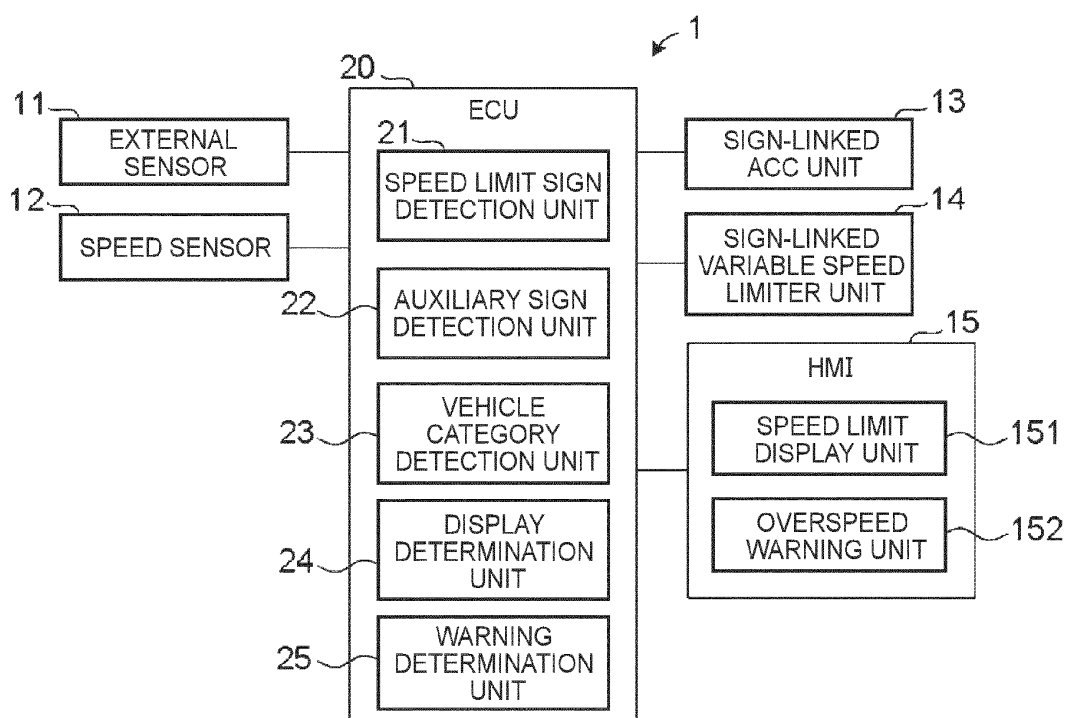 1
20
ECU
11
EXTERNAL
SENSOR
12
SPEED SENSOR
21
SPEED LIMIT SIGN
DETECTION UNIT
22
AUXILIARY SIGN
DETECTION UNIT
23
VEHICLE
CATEGORY
DETECTION UNIT
24
DISPLAY
DETERMINATION
UNIT
25
WARNING
DETERMINATION
UNIT
13
SIGN-LINKED
ACC UNIT
14
SIGN-LINKED
VARIABLE SPEED
LIMITER UNIT
15
HMI
SPEED LIMIT
DISPLAY UNIT
151
OVERSPEED
WARNING UNIT
152